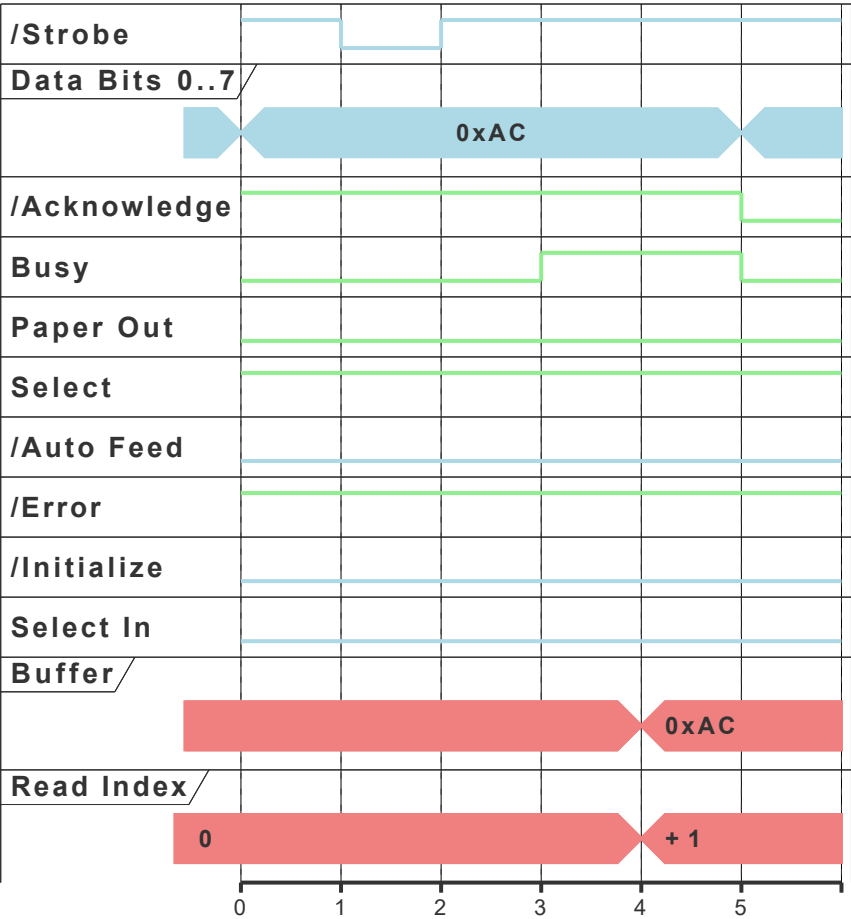 /Strobe
Data Bits 0..7
0xAC
/Acknowledge
Busy
Paper Out
Select
/Auto Feed
/Error
/Initialize
Select In
Buffer
0xAC
Read Index
0 + 1
0 1 2 3 4 5